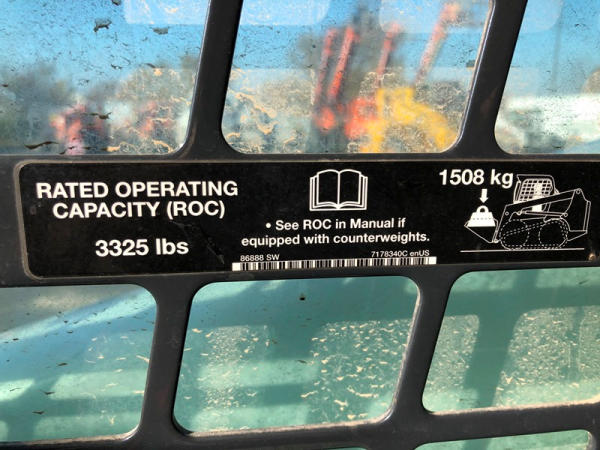 RATED OPERATING
CAPACITY (ROC)
3325 lbs
• See ROC in Manual if
equipped with counterweights.
86888 SW
7178340C enUS
1508 kg